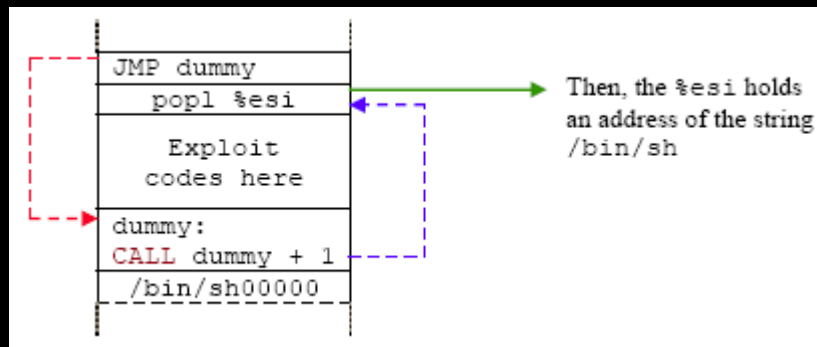 JMP dummy
popl %esi
Exploit
codes here
dummy:
CALL dummy + 1
/bin/sh00000
Then, the %esi holds
an address of the string
/bin/sh